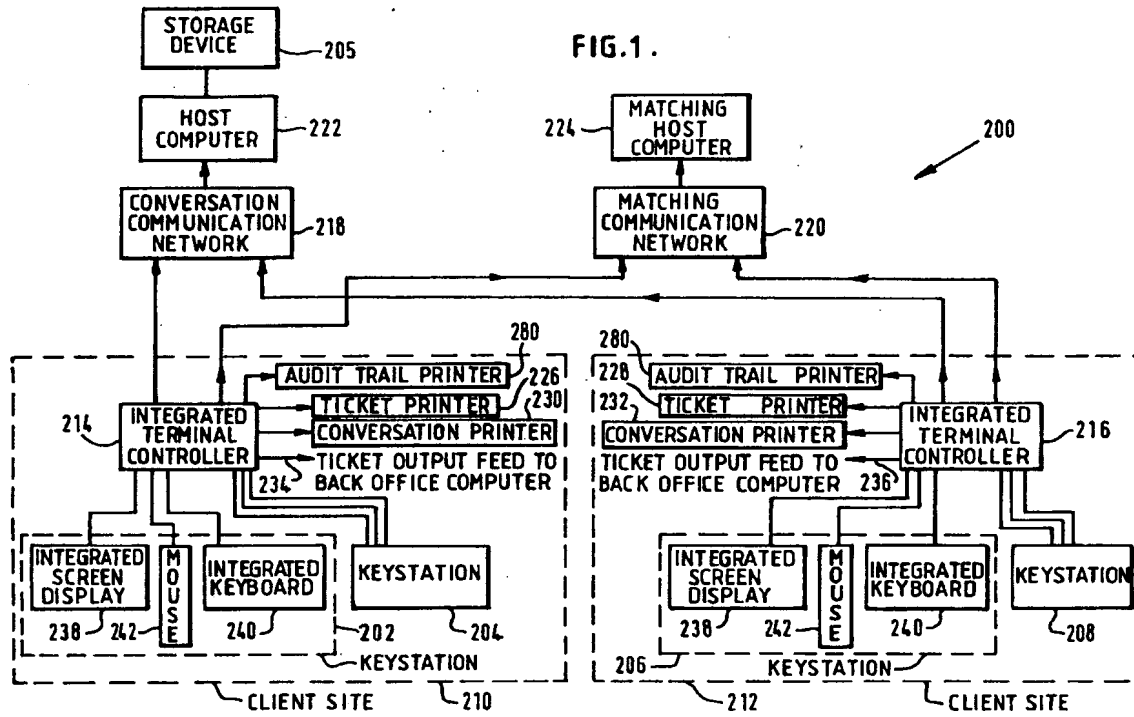 FIG.1.
STORAGE
DEVICE
205
HOST
COMPUTER
222
MATCHING
HOST
COMPUTER
224
200
CONVERSATION
COMMUNICATION
NETWORK
218
MATCHING
COMMUNICATION
NETWORK
220
280
AUDIT TRAIL PRINTER
226
TICKET PRINTER
230
CONVERSATION PRINTER
214
INTEGRATED
TERMINAL
CONTROLLER
234
TICKET OUTPUT FEED TO
BACK OFFICE COMPUTER
INTEGRATED
SCREEN
DISPLAY
238
MOUSE
242
INTEGRATED
KEYBOARD
240
202
KEYSTATION
204
KEYSTATION
CLIENT SITE
210
280
AUDIT TRAIL PRINTER
228
TICKET PRINTER
232
CONVERSATION PRINTER
INTEGRATED
TERMINAL
CONTROLLER
216
TICKET OUTPUT FEED TO
BACK OFFICE COMPUTER
236
INTEGRATED
SCREEN
DISPLAY
238
MOUSE
242
INTEGRATED
KEYBOARD
240
KEYSTATION
208
206
KEYSTATION
212
CLIENT SITE